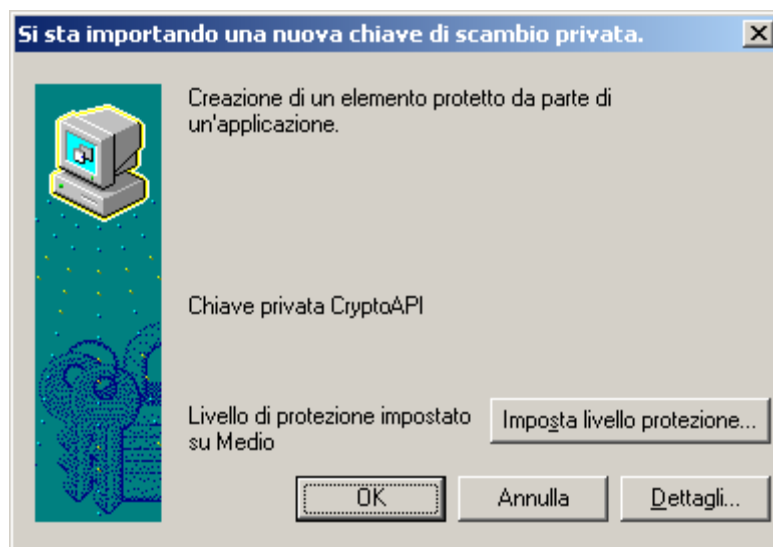 Si sta importando una nuova chiave di scambio privata.
Creazione di un elemento protetto da parte di
un'applicazione.
Chiave privata CryptoAPI
Livello di protezione impostato
su Medio
Imposta livello protezione...
OK
Annulla
Dettagli...